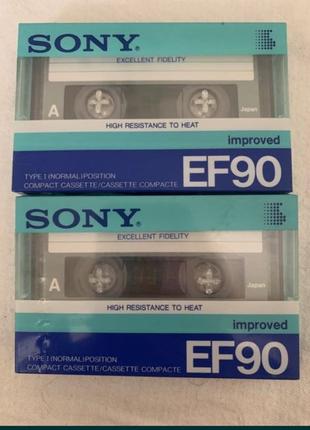 SONY®
EXCELLENT FIDELITY
A
Japan
HIGH RESISTANCE TO HEAT
improved
TYPE I (NORMAL) POSITION
COMPACT CASSETTE/CASSETTE COMPACTE
EF90
SONY®
EXCELLENT FIDELITY
A
Japan
HIGH RESISTANCE TO HEAT
improved
TYPE I (NORMAL) POSITION
COMPACT CASSETTE/CASSETTE COMPACTE
EF90